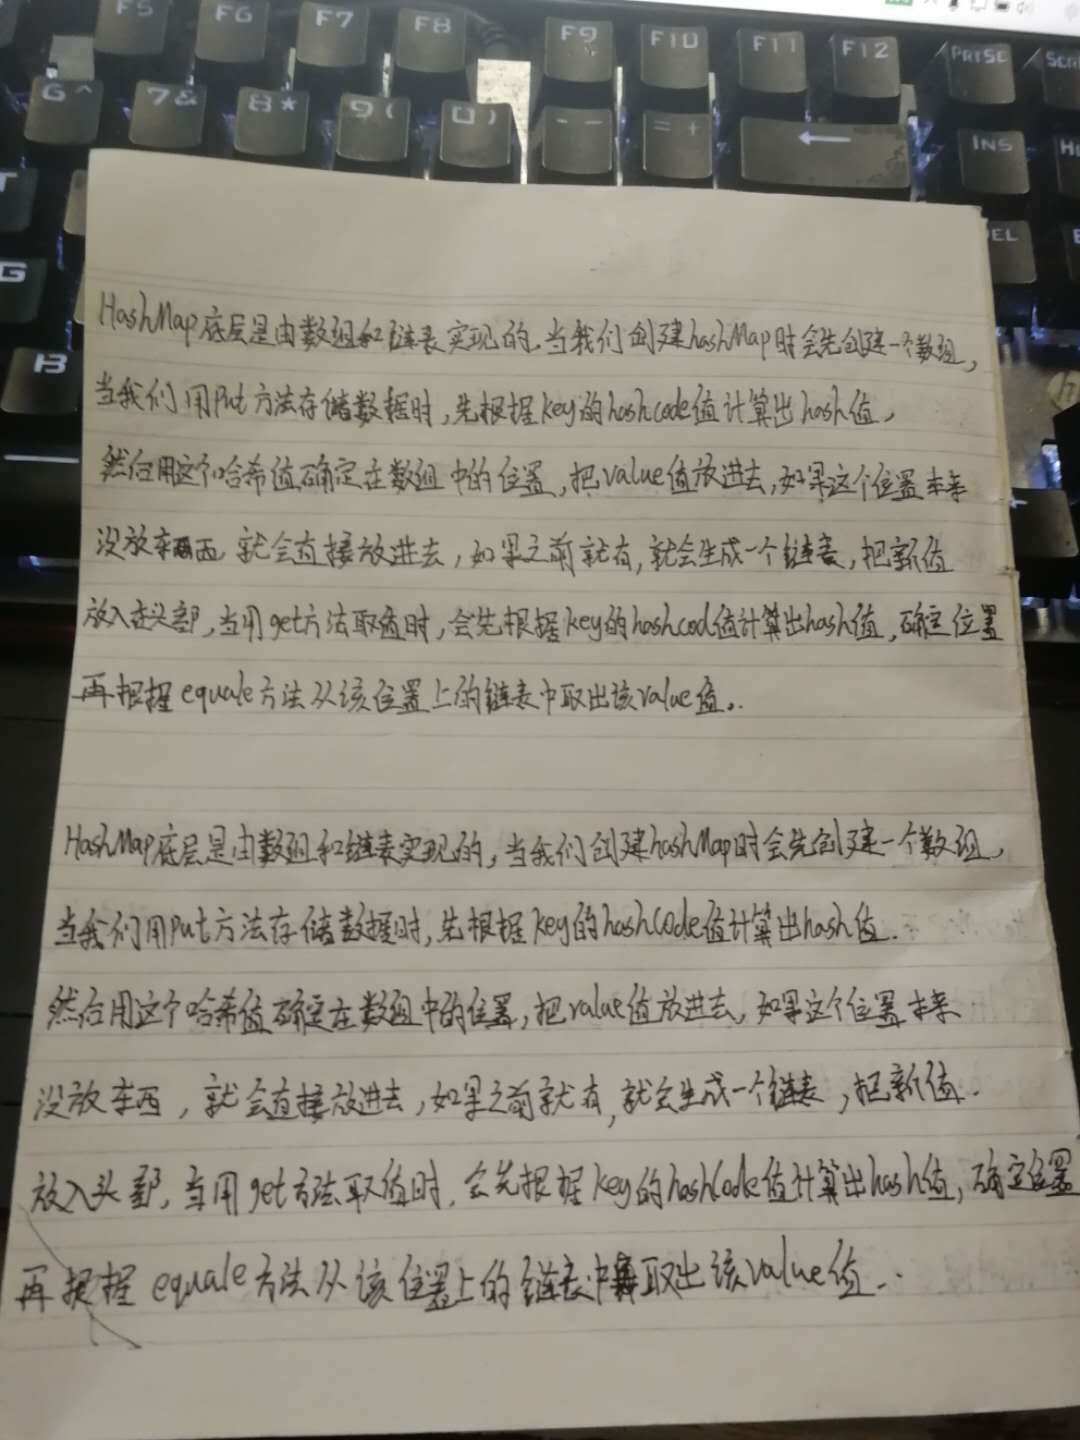 F5 F6 F7 F8 F9 F10 F11 F12 PRTSC
6^ 7& 8* 9( 0) -- =+ ← INS
G
B
HashMap底层是由数组和链表实现的,当我们创建hashMap时会先创建一个数组,
当我们用Put方法存储数据时,先根据key的hashcode值计算出hash值,
然后用这个哈希值确定在数组中的位置,把value值放进去,如果这个位置本来
没放东西 就会直接放进去,如果之前就有,就会生成一个链表,把新值
放入头部,当用get方法取值时,会先根据key的hashcod值计算出hash值,确定位置
再根据equale方法从该位置上的链表中取出该value值..
HashMap底层是由数组和链表实现的,当我们创建hashMap时会先创建一个数组,
当我们用Put方法存储数据时,先根据key的hashCode值计算出hash值.
然后用这个哈希值确定在数组中的位置,把value值放进去,如果这个位置本来
没放东西,就会直接放进去,如果之前就有,就会生成一个链表,把新值.
放入头部,当用get方法取值时,会先根据key的hashCode值计算出hash值,确定位置
再根据equale方法从该位置上的链表中取出该value值..